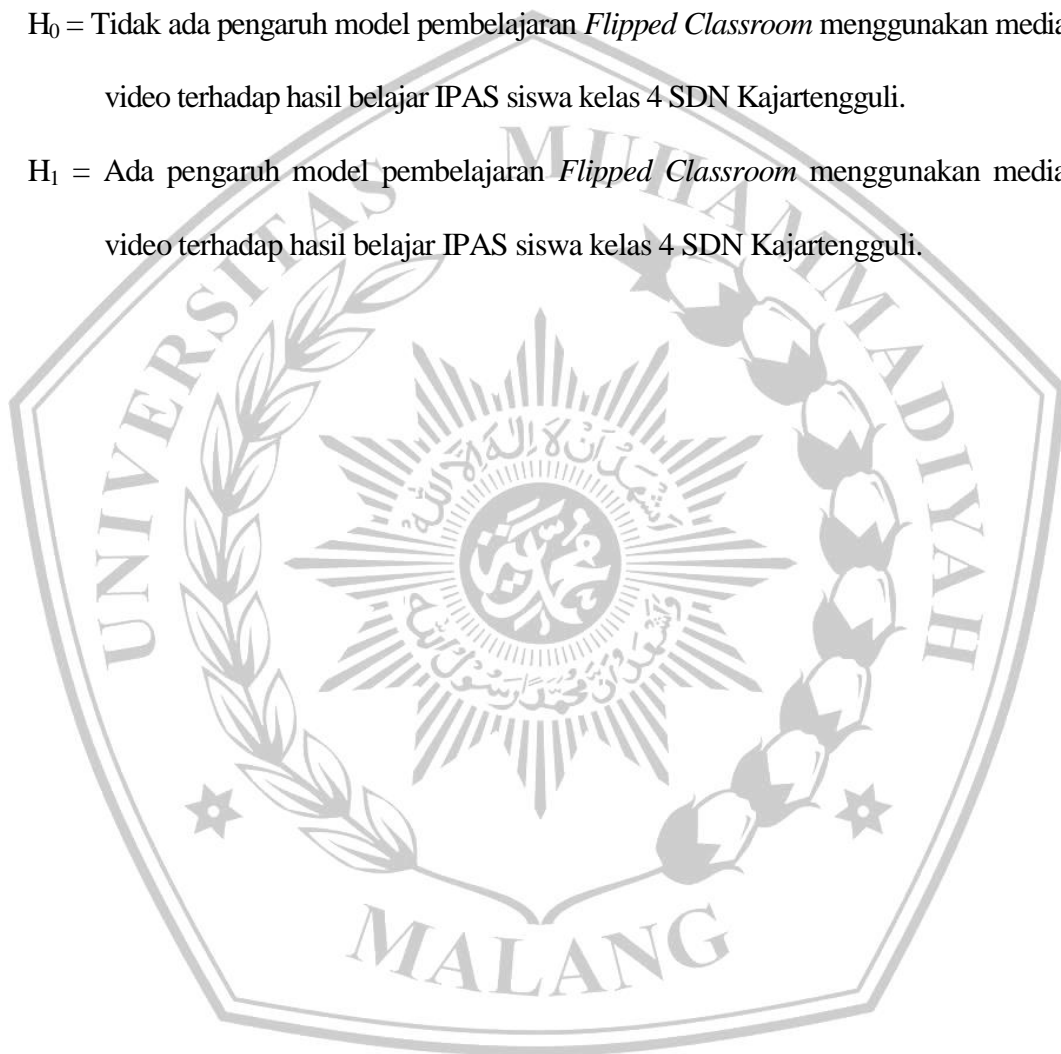 H₀ = Tidak ada pengaruh model pembelajaran Flipped Classroom menggunakan media
video terhadap hasil belajar IPAS siswa kelas 4 SDN Kajartengguli.
H₁ = Ada pengaruh model pembelajaran Flipped Classroom menggunakan media
video terhadap hasil belajar IPAS siswa kelas 4 SDN Kajartengguli.
UNIVERSITAS MUHAMMADIYAH
MALANG